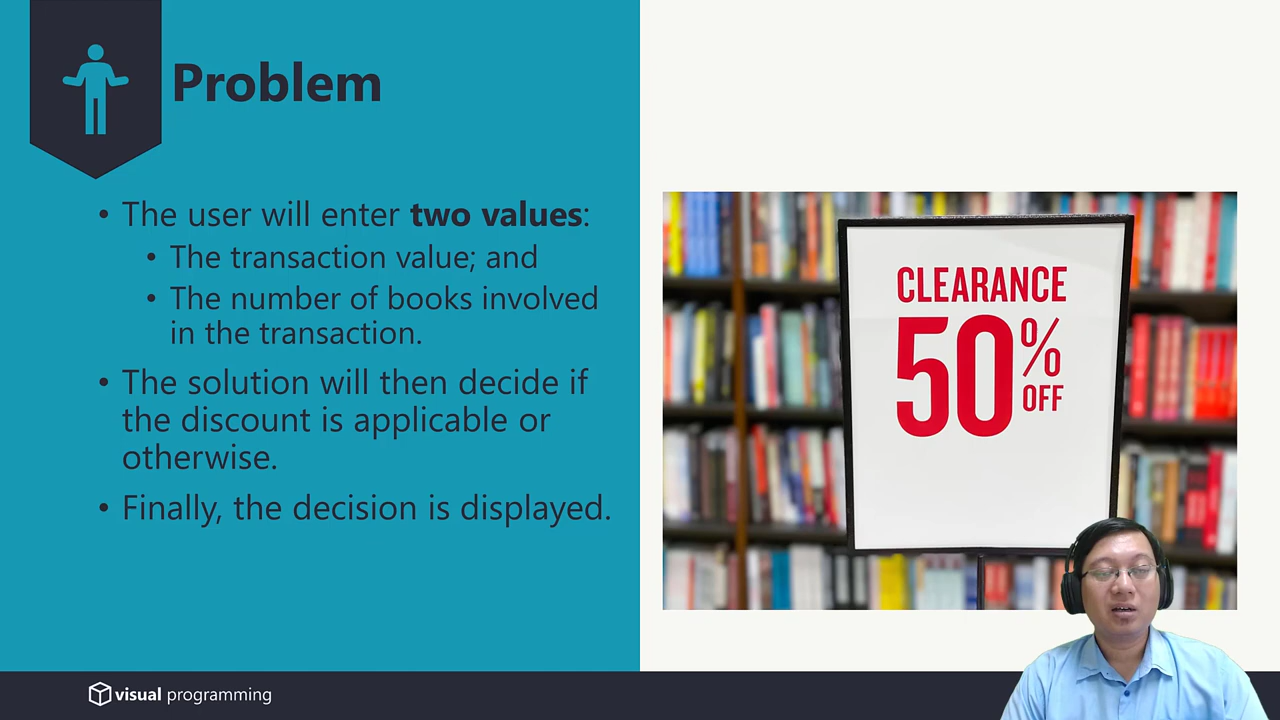 Problem
• The user will enter two values:
• The transaction value; and
• The number of books involved
in the transaction.
• The solution will then decide if
the discount is applicable or
otherwise.
• Finally, the decision is displayed.
CLEARANCE
50%
OFF
visual programming